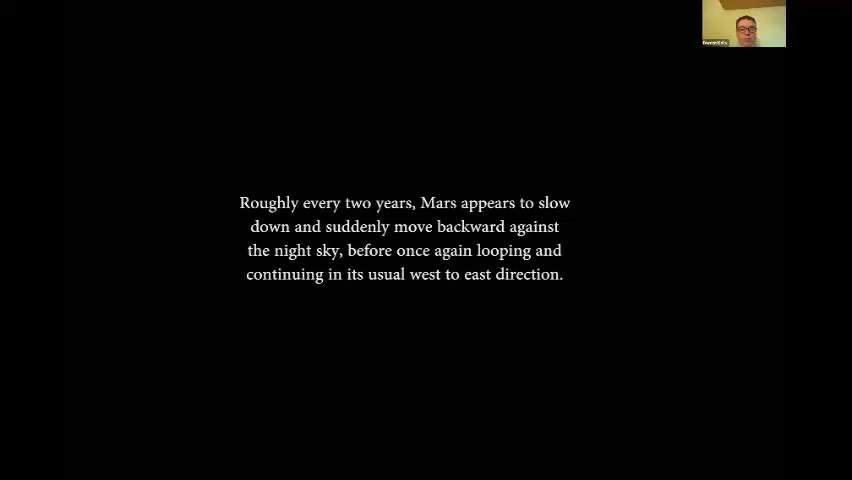 Roughly every two years, Mars appears to slow
down and suddenly move backward against
the night sky, before once again looping and
continuing in its usual west to east direction.